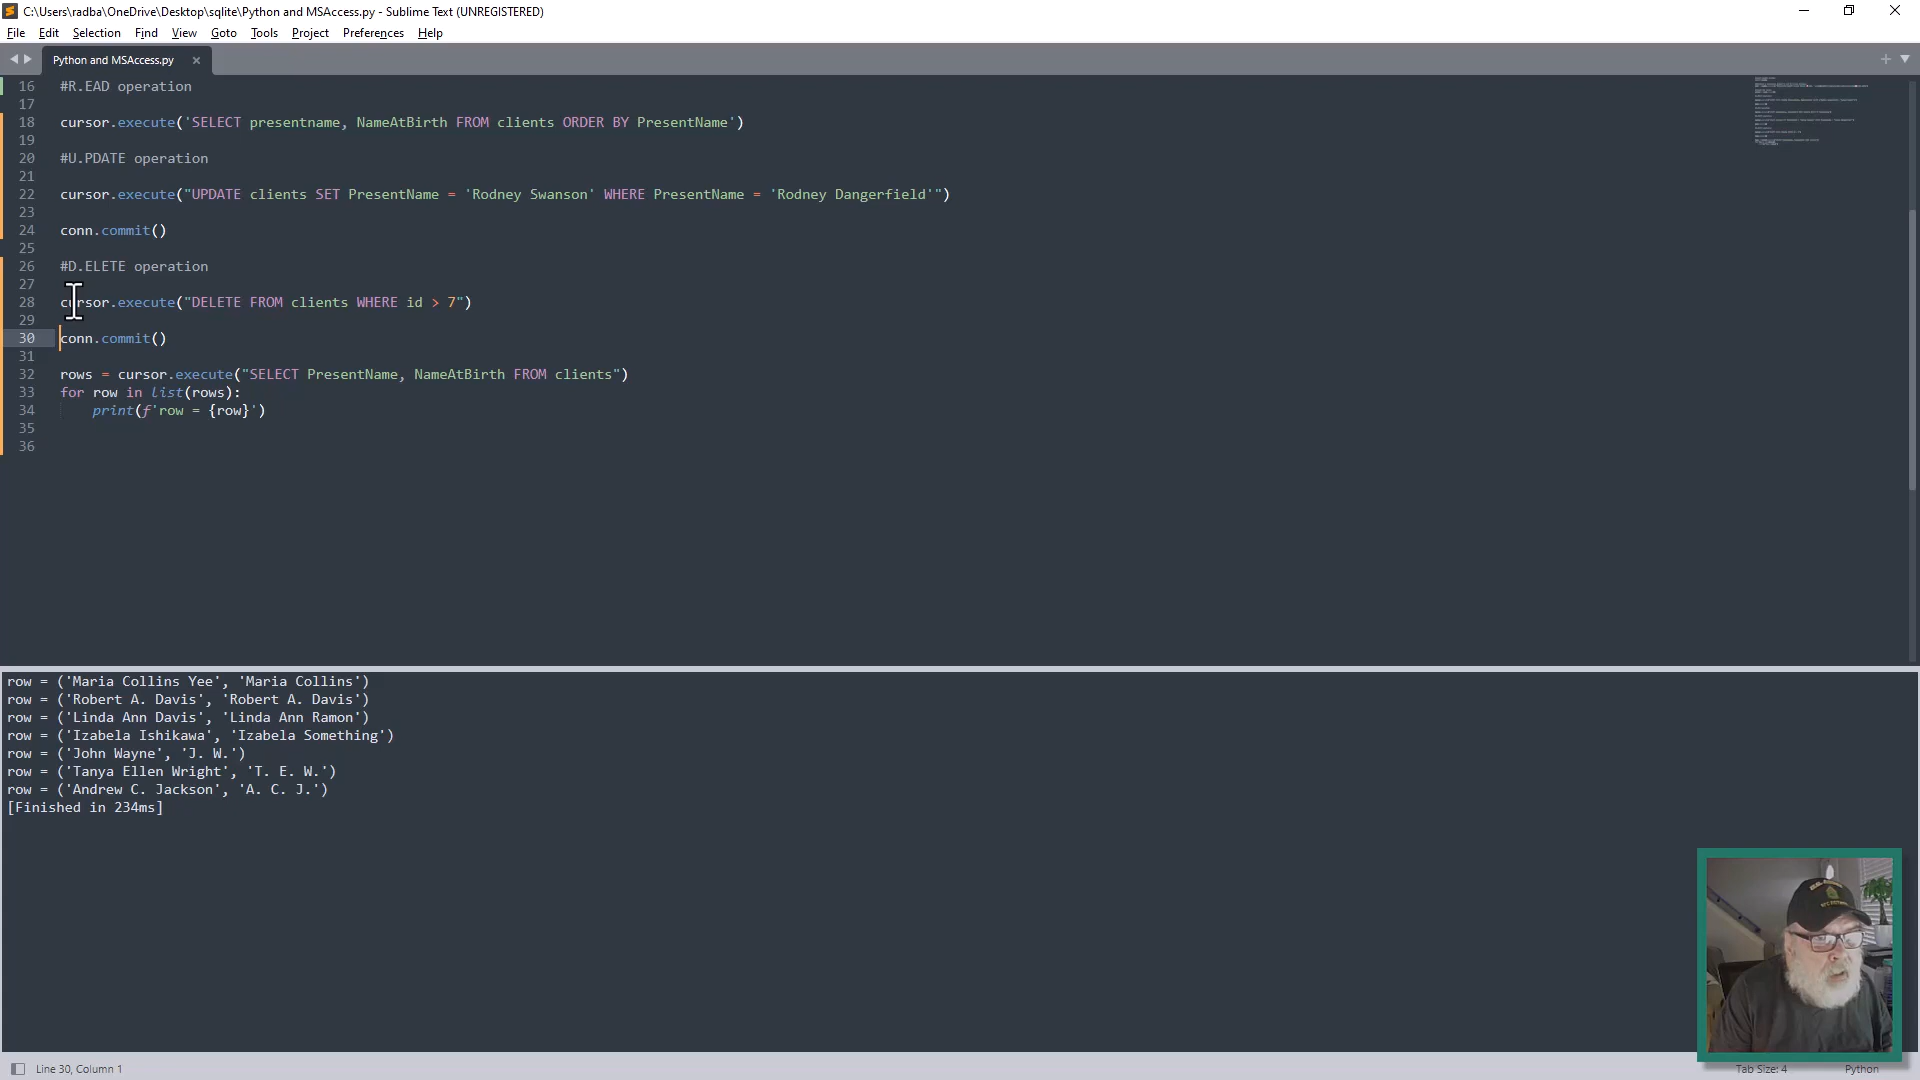 C:\Users\radba\OneDrive\Desktop\sqlite\Python and MSAccess.py - Sublime Text (UNREGISTERED)
File Edit Selection Find View Goto Tools Project Preferences Help
Python and MSAccess.py
16 #R.EAD operation
17
18 cursor.execute('SELECT presentname, NameAtBirth FROM clients ORDER BY PresentName')
19
20 #U.PDATE operation
21
22 cursor.execute("UPDATE clients SET PresentName = 'Rodney Swanson' WHERE PresentName = 'Rodney Dangerfield'")
23
24 conn.commit()
25
26 #D.ELETE operation
27
28 cursor.execute("DELETE FROM clients WHERE id > 7")
29
30 conn.commit()
31
32 rows = cursor.execute("SELECT PresentName, NameAtBirth FROM clients")
33 for row in list(rows):
34 print(f'row = {row}')
35
36
row = ('Maria Collins Yee', 'Maria Collins')
row = ('Robert A. Davis', 'Robert A. Davis')
row = ('Linda Ann Davis', 'Linda Ann Ramon')
row = ('Izabela Ishikawa', 'Izabela Something')
row = ('John Wayne', 'J. W.')
row = ('Tanya Ellen Wright', 'T. E. W.')
row = ('Andrew C. Jackson', 'A. C. J.')
[Finished in 234ms]
Line 30, Column 1
Tab Size: 4
Python